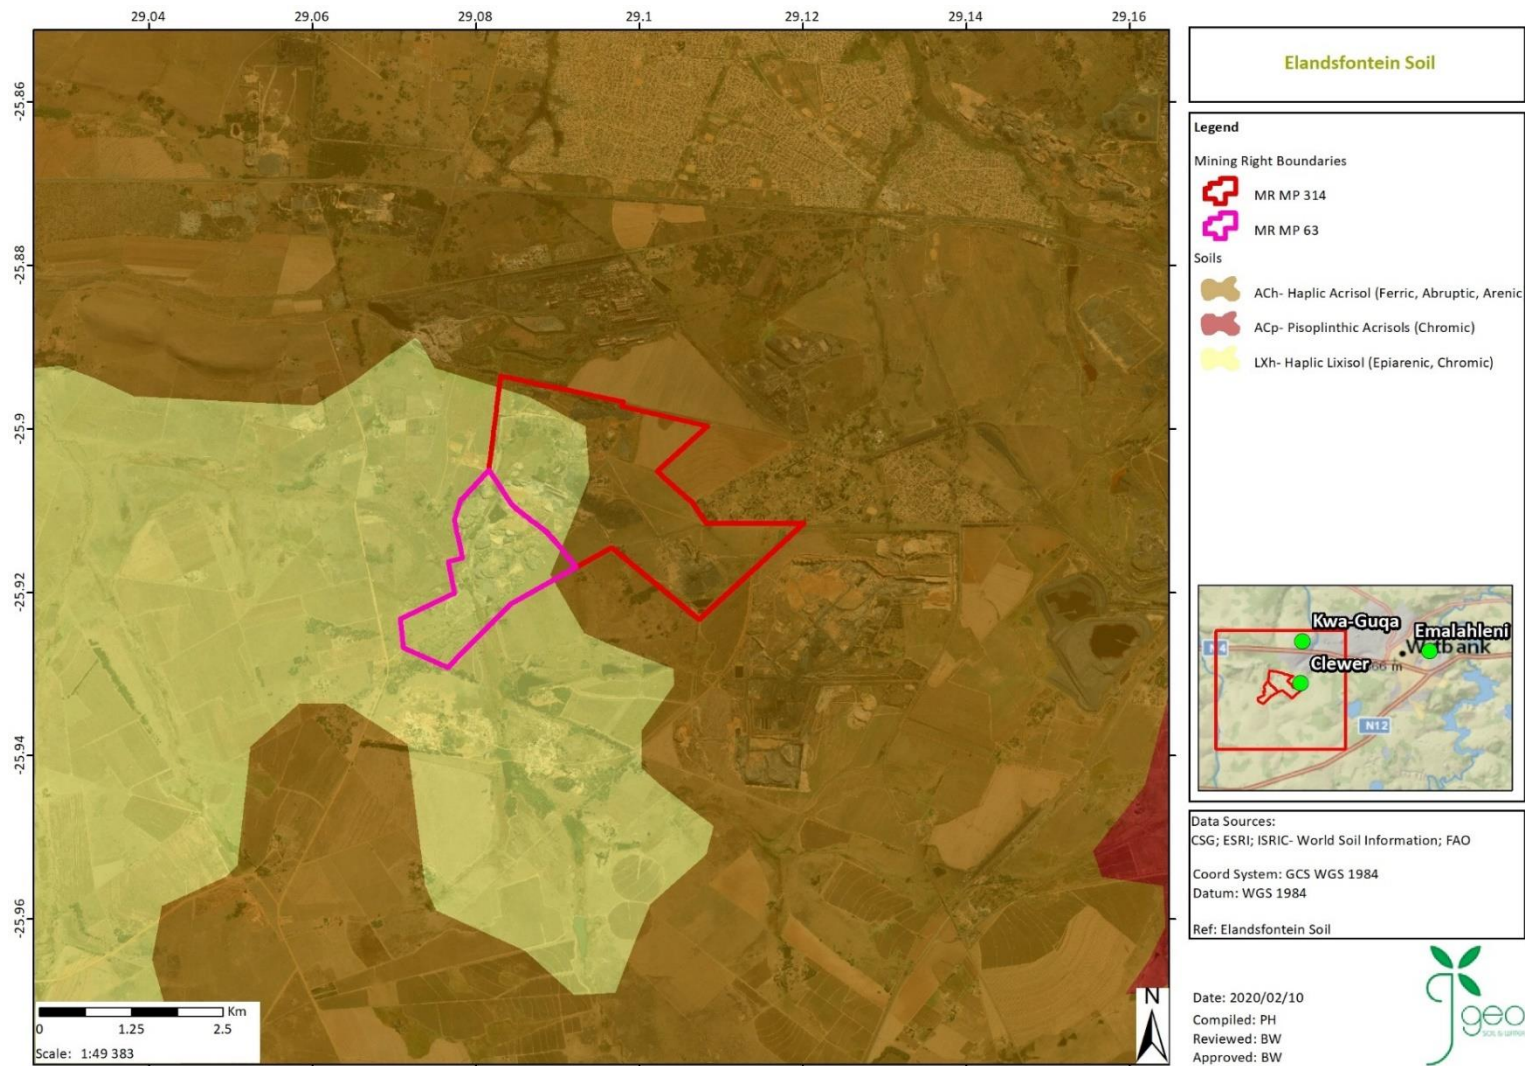 29.04 29.06 29.08 29.1 29.12 29.14 29.16
-25.86
-25.88
-25.9
-25.92
-25.94
-25.96
Km
0 1.25 2.5
Scale: 1:49 383
N
Elandsfontein Soil
Legend
Mining Right Boundaries
MR MP 314
MR MP 63
Soils
ACh- Haplic Acrisol (Ferric, Abruptic, Arenic
ACp- Pisoplinthic Acrisols (Chromic)
LXh- Haplic Lixisol (Epiarenic, Chromic)
Kwa-Guqa
Emalahleni
N4
Witbank
Clewer
66 m
N12
Data Sources:
CSG; ESRI; ISRIC- World Soil Information; FAO
Coord System: GCS WGS 1984
Datum: WGS 1984
Ref: Elandsfontein Soil
Date: 2020/02/10
Compiled: PH
Reviewed: BW
Approved: BW
geo
SOIL & WATER